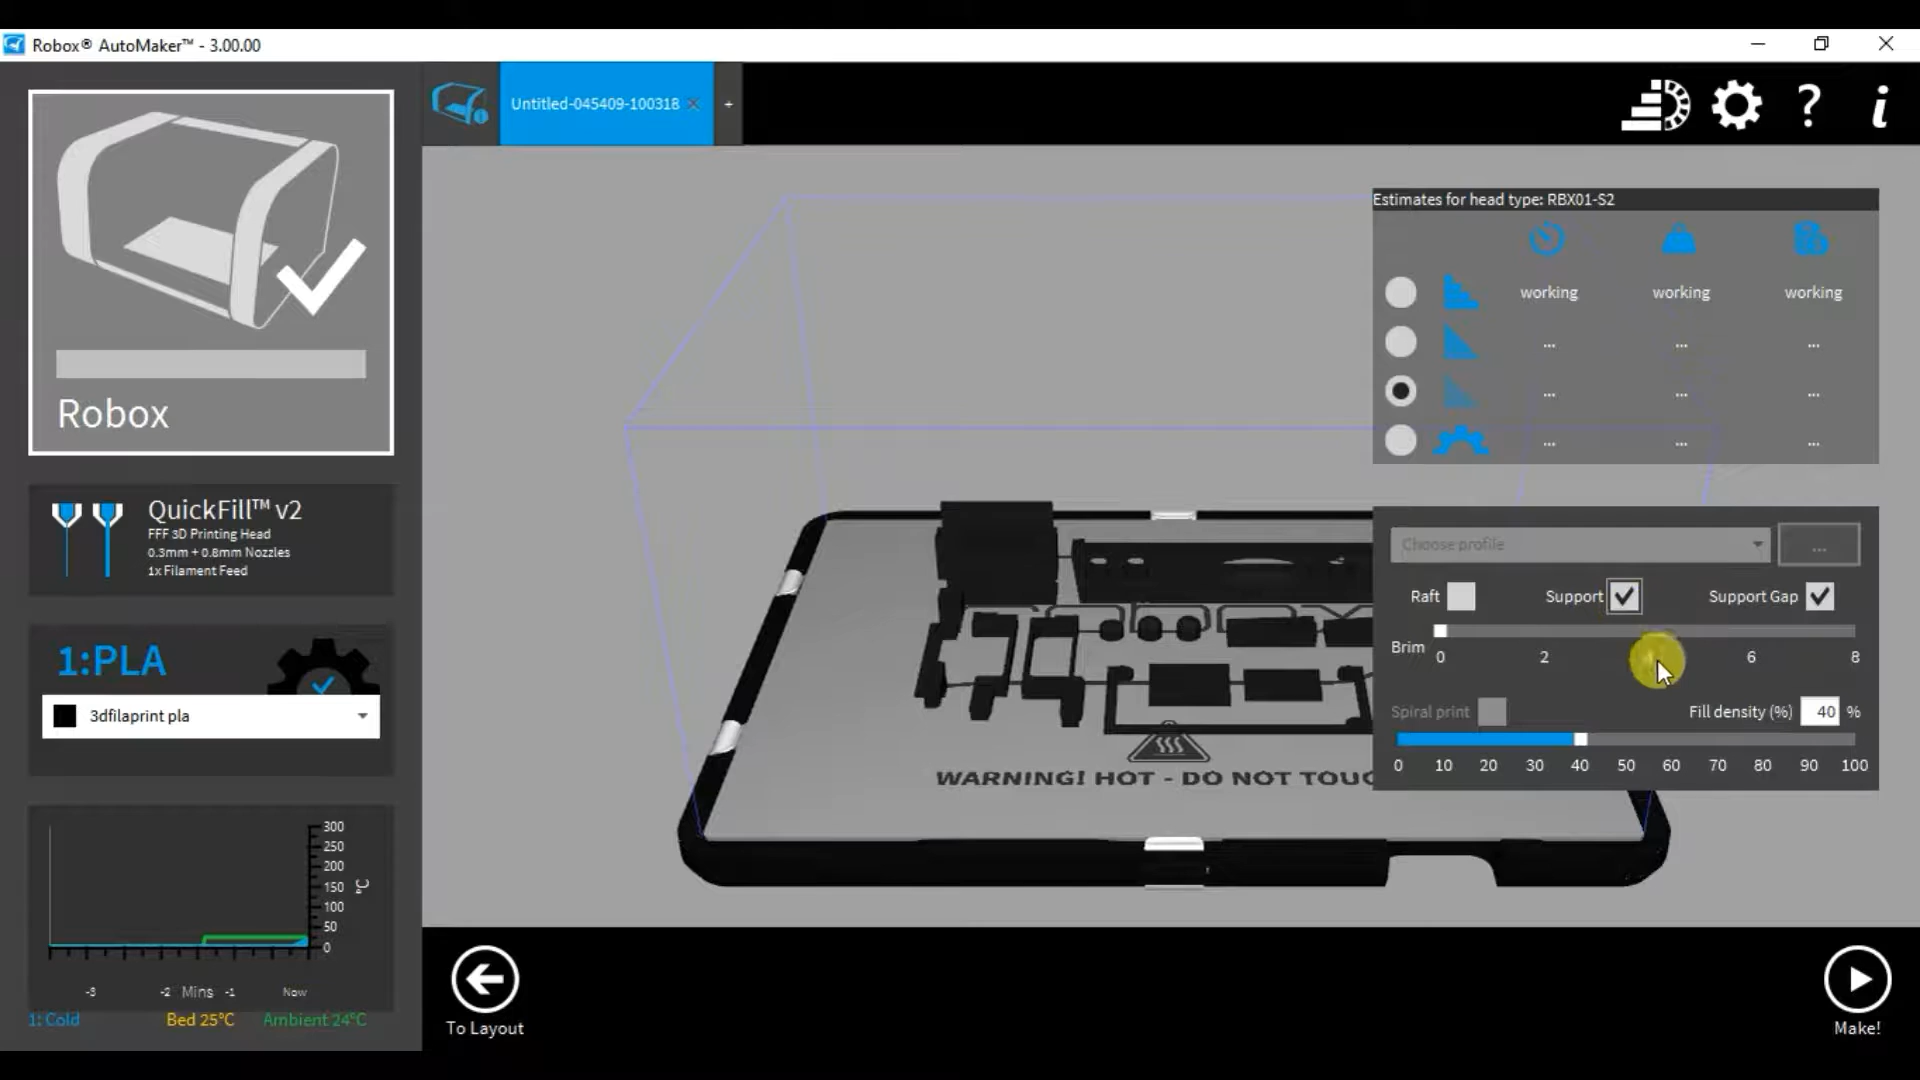 Robox® AutoMaker™ - 3.00.00
Untitled-045409-100318
+
?
i
Robox
QuickFill™ v2
FFF 3D Printing Head
0.3mm + 0.8mm Nozzles
1x Filament Feed
1:PLA
3dfilaprint pla
300
250
200
150
100
50
0
°C
-3 -2 Mins -1 Now
1: Cold Bed 25°C Ambient 24°C
Estimates for head type: RBX01-S2
working working working
... ... ...
... ... ...
... ... ...
Choose profile ...
Raft Support Support Gap
Brim
0 2 6 8
Spiral print Fill density (%) 40 %
0 10 20 30 40 50 60 70 80 90 100
WARNING! HOT - DO NOT TOUC
To Layout
Make!